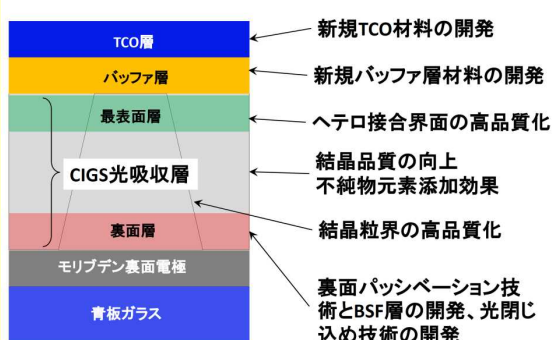 TCO層
バッファ層
最表面層
CIGS光吸収層
裏面層
モリブデン裏面電極
青板ガラス
新規TCO材料の開発
新規バッファ層材料の開発
ヘテロ接合界面の高品質化
結晶品質の向上
不純物元素添加効果
結晶粒界の高品質化
裏面パッシベーション技
術とBSF層の開発、光閉じ
込め技術の開発